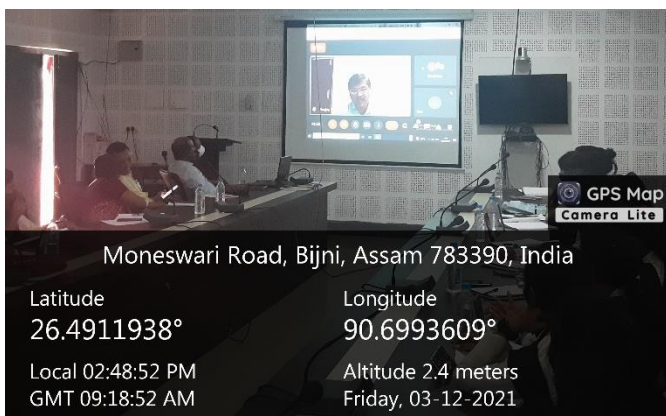 GPS Map
Camera Lite
Moneswari Road, Bijni, Assam 783390, India
Latitude
26.4911938°
Longitude
90.6993609°
Local 02:48:52 PM
GMT 09:18:52 AM
Altitude 2.4 meters
Friday, 03-12-2021